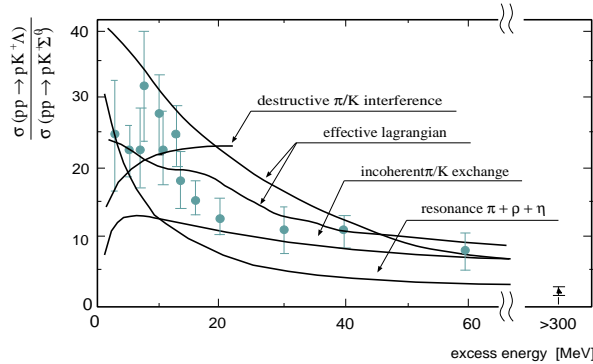 σ (pp → pK⁺Λ)
σ (pp → pK⁺Σ⁰)
40
30
20
10
0
destructive π/K interference
effective lagrangian
incoherentπ/K exchange
resonance π + ρ + η
0
20
40
60
>300
excess energy [MeV]